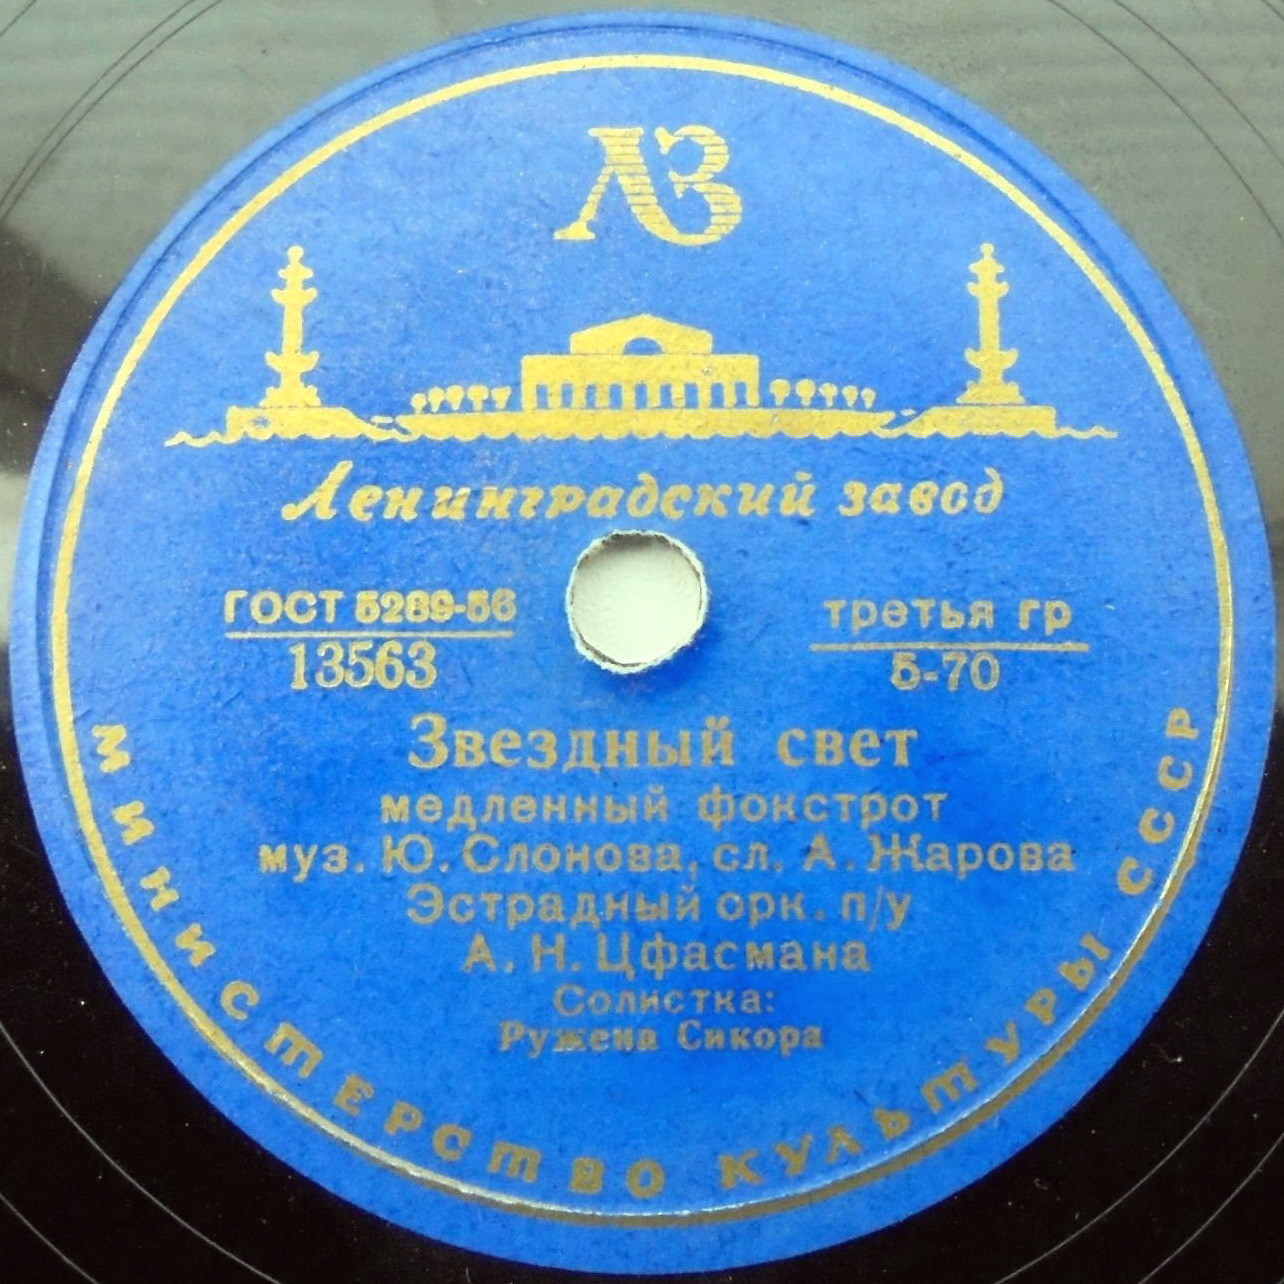 ЛЗ
Ленинградский завод
ГОСТ 5289-56
13563
третья гр
Б-70
Звездный свет
медленный фокстрот
муз. Ю. Слонова, сл. А. Жарова
Эстрадный орк. п/у
А. Н. Цфасмана
Солистка:
Ружена Сикора
МИНИСТЕРСТВО КУЛЬТУРЫ СССР